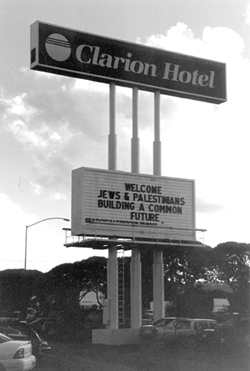 Clarion Hotel
WELCOME
JEWS & PALESTINIANS
BUILDING A COMMON
FUTURE